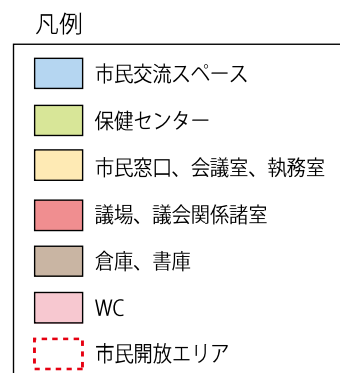 凡例
市民交流スペース
保健センター
市民窓口、会議室、執務室
議場、議会関係諸室
倉庫、書庫
WC
市民開放エリア